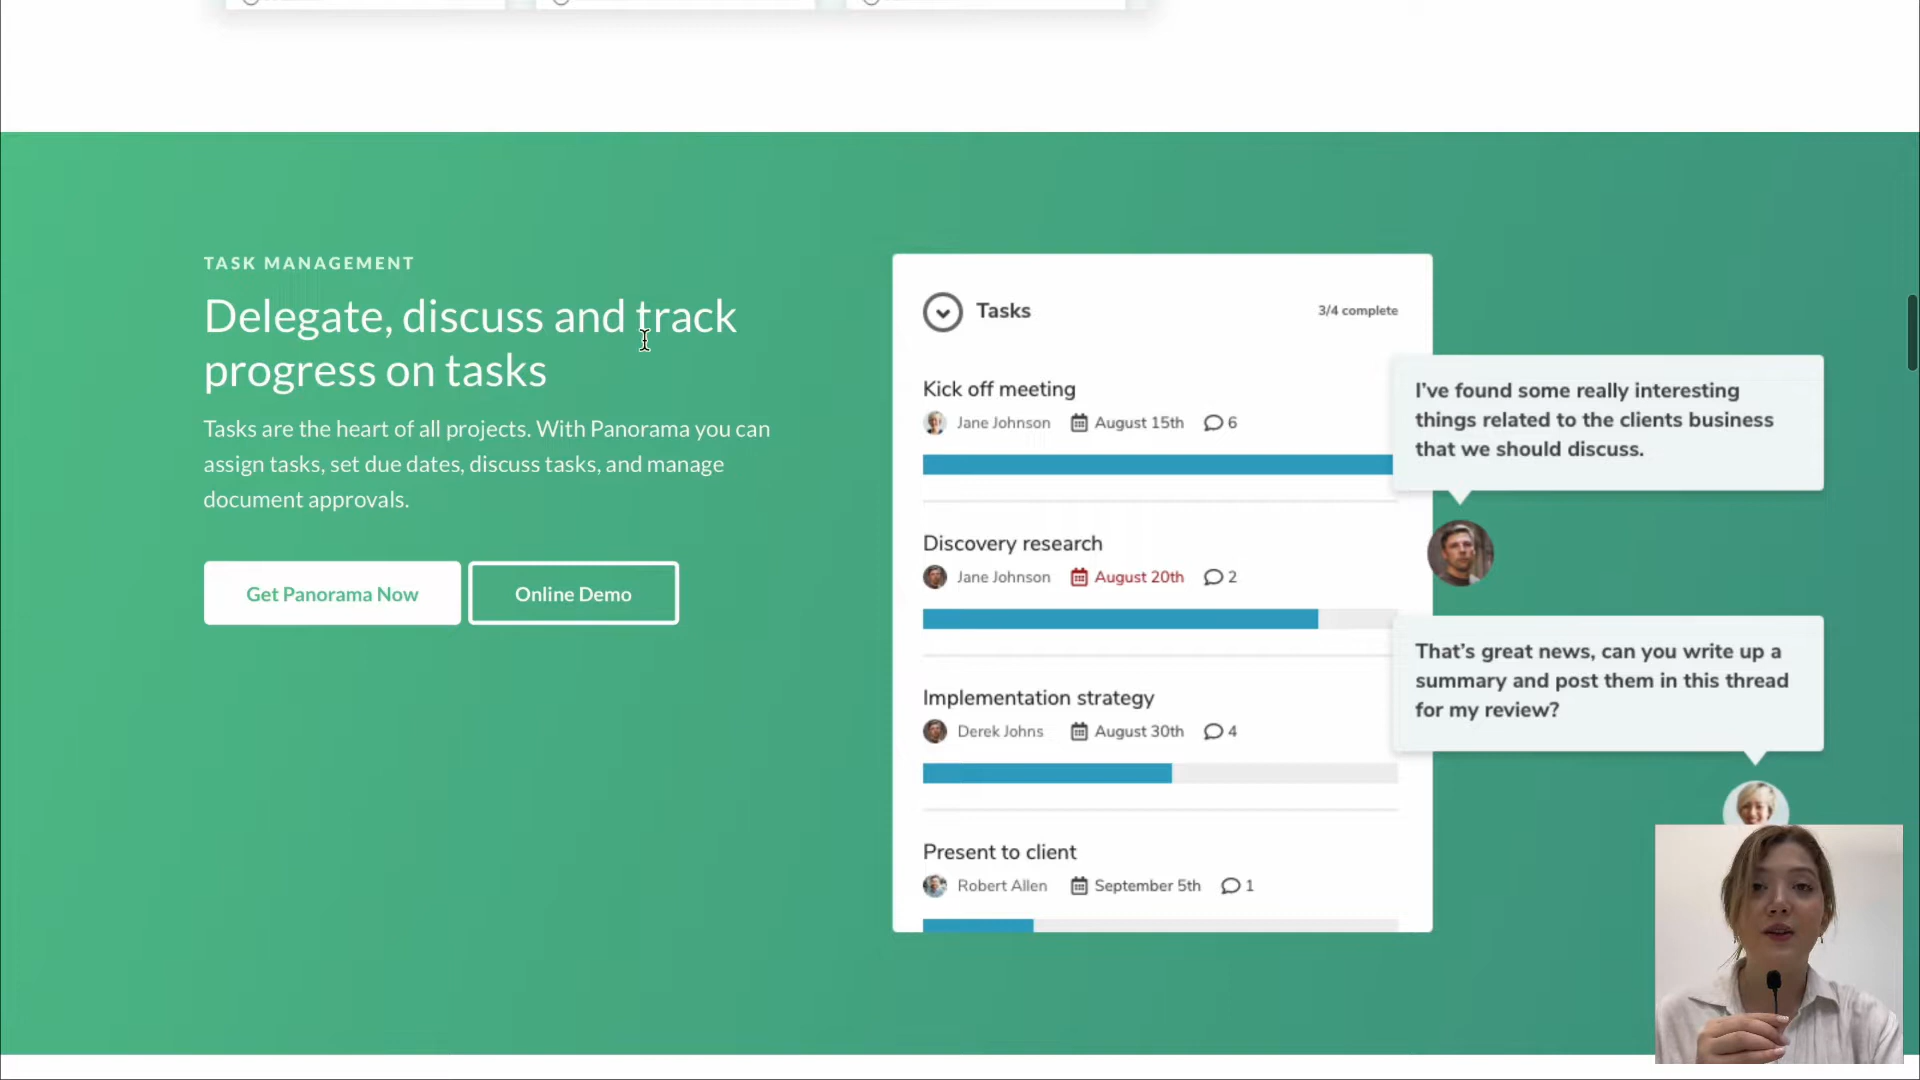 TASK MANAGEMENT
Delegate, discuss and track
progress on tasks
Tasks are the heart of all projects. With Panorama you can
assign tasks, set due dates, discuss tasks, and manage
document approvals.
Get Panorama Now
Online Demo
Tasks
3/4 complete
Kick off meeting
Jane Johnson August 15th 6
Discovery research
Jane Johnson August 20th 2
Implementation strategy
Derek Johns August 30th 4
Present to client
Robert Allen September 5th 1
I’ve found some really interesting
things related to the clients business
that we should discuss.
That’s great news, can you write up a
summary and post them in this thread
for my review?